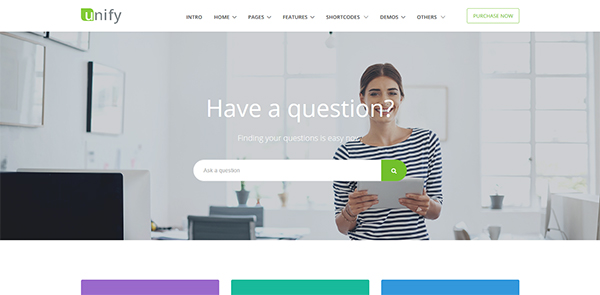 unify
INTRO HOME PAGES FEATURES SHORTCODES DEMOS OTHERS PURCHASE NOW
Have a question?
Finding your questions is easy now
Ask a question